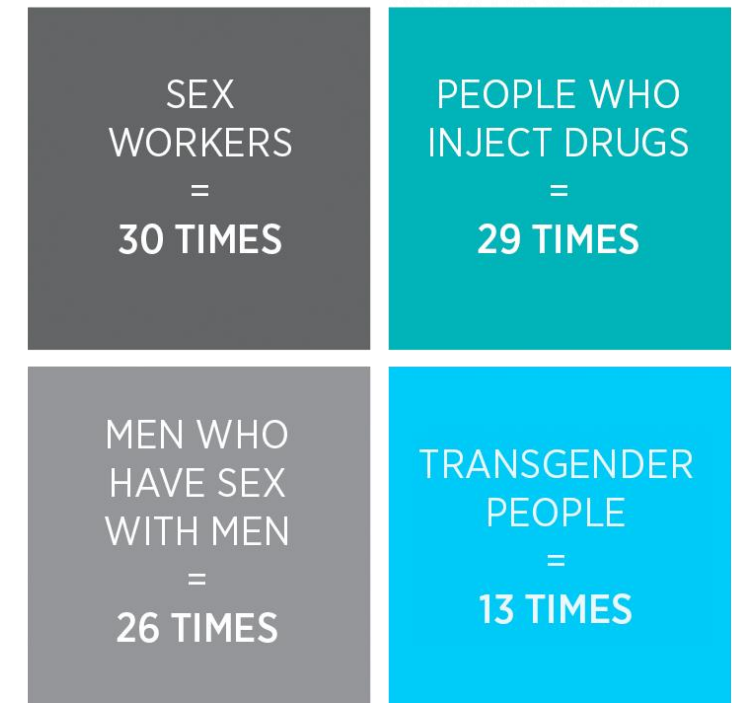 SEX
WORKERS
=
30 TIMES
PEOPLE WHO
INJECT DRUGS
=
29 TIMES
MEN WHO
HAVE SEX
WITH MEN
=
26 TIMES
TRANSGENDER
PEOPLE
=
13 TIMES